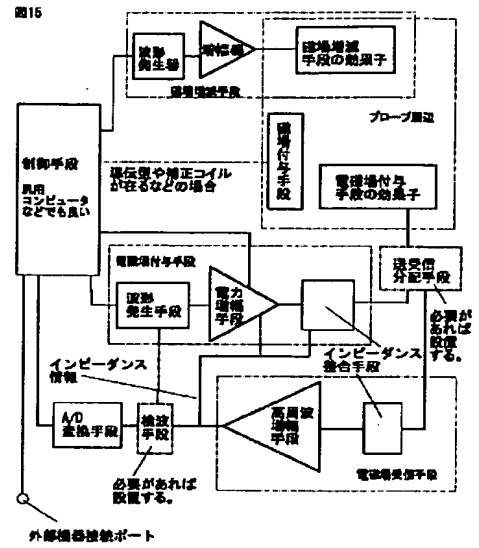 図15
波形
発生器
増幅器
磁場増減
手段の効果子
磁場増減手段
プローブ周辺
制御手段
汎用
コンピュータ
などでも良い
超伝型や補正コイル
が在るなどの場合
磁場付与手段
電磁場付与
手段の効果子
電磁場付与手段
送受信
分配手段
波形
発生手段
電力
増幅手段
必要が
あれば
設置
する。
インピーダンス
情報
インピーダンス
整合手段
A/D
変換手段
検波
手段
高周波
増幅
手段
必要があれば
設置する。
電磁場受信手段
外部機器接続ポート